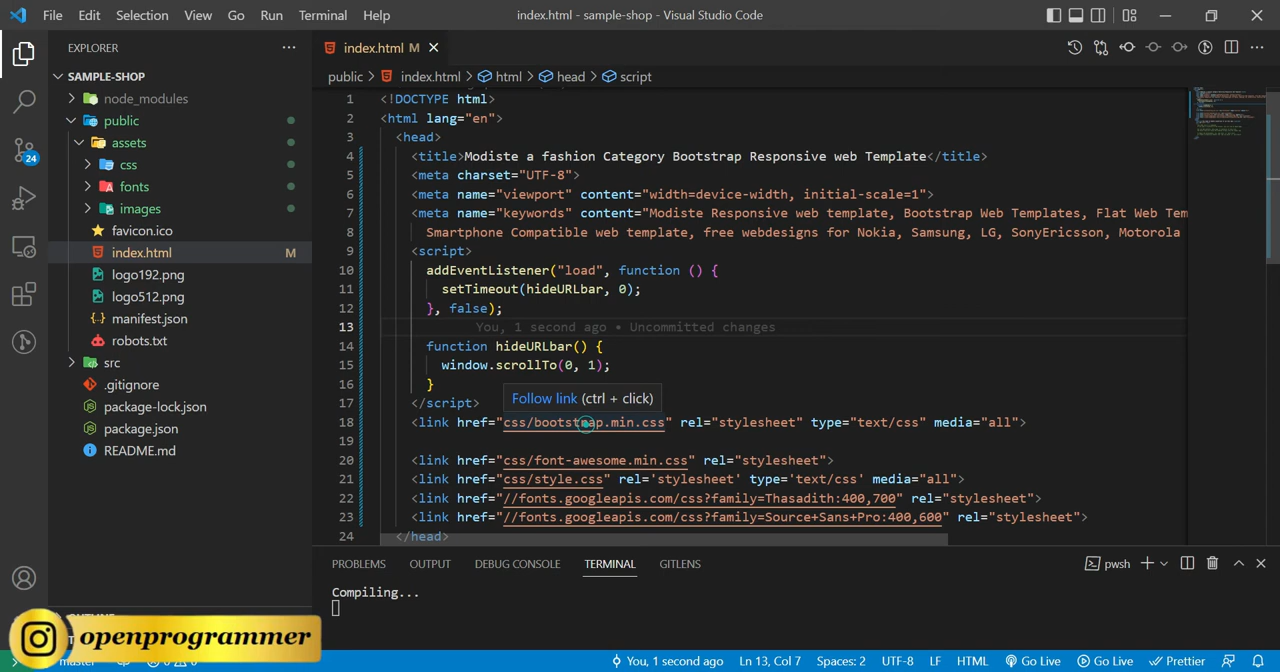 File Edit Selection View Go Run Terminal Help
index.html - sample-shop - Visual Studio Code
EXPLORER
SAMPLE-SHOP
node_modules
public
assets
css
fonts
images
favicon.ico
index.html M
logo192.png
logo512.png
manifest.json
robots.txt
src
.gitignore
package-lock.json
package.json
README.md
24
index.html M
public > index.html > html > head > script
1 <!DOCTYPE html>
2 <html lang="en">
3 <head>
4 <title>Modiste a fashion Category Bootstrap Responsive web Template</title>
5 <meta charset="UTF-8">
6 <meta name="viewport" content="width=device-width, initial-scale=1">
7 <meta name="keywords" content="Modiste Responsive web template, Bootstrap Web Templates, Flat Web Tem
8 Smartphone Compatible web template, free webdesigns for Nokia, Samsung, LG, SonyEricsson, Motorola
9 <script>
10 addEventListener("load", function () {
11 setTimeout(hideURLbar, 0);
12 }, false);
13 You, 1 second ago • Uncommitted changes
14 function hideURLbar() {
15 window.scrollTo(0, 1);
16 }
Follow link (ctrl + click)
17 </script>
18 <link href="css/bootstrap.min.css" rel="stylesheet" type="text/css" media="all">
19
20 <link href="css/font-awesome.min.css" rel="stylesheet">
21 <link href="css/style.css" rel='stylesheet' type='text/css' media="all">
22 <link href="//fonts.googleapis.com/css?family=Thasadith:400,700" rel="stylesheet">
23 <link href="//fonts.googleapis.com/css?family=Source+Sans+Pro:400,600" rel="stylesheet">
24 </head>
PROBLEMS OUTPUT DEBUG CONSOLE TERMINAL GITLENS
pwsh
Compiling...
openprogrammer
You, 1 second ago Ln 13, Col 7 Spaces: 2 UTF-8 LF HTML Go Live Go Live Prettier